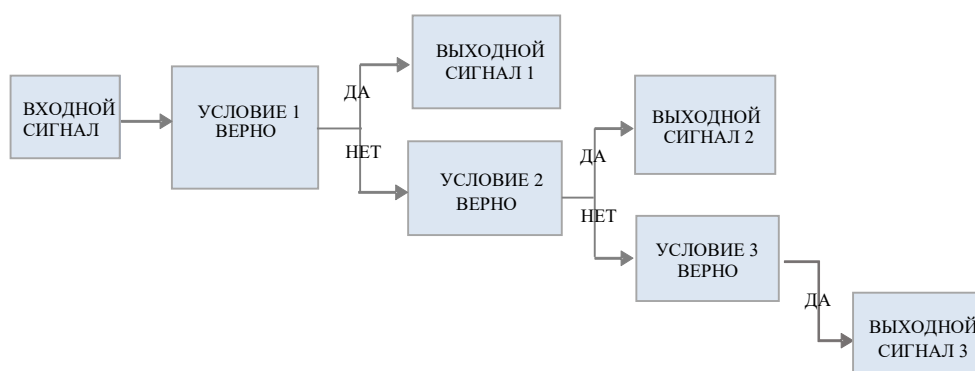 ВХОДНОЙ
СИГНАЛ
УСЛОВИЕ 1
ВЕРНО
ДА
НЕТ
ВЫХОДНОЙ
СИГНАЛ 1
УСЛОВИЕ 2
ВЕРНО
ДА
НЕТ
ВЫХОДНОЙ
СИГНАЛ 2
УСЛОВИЕ 3
ВЕРНО
ДА
ВЫХОДНОЙ
СИГНАЛ 3